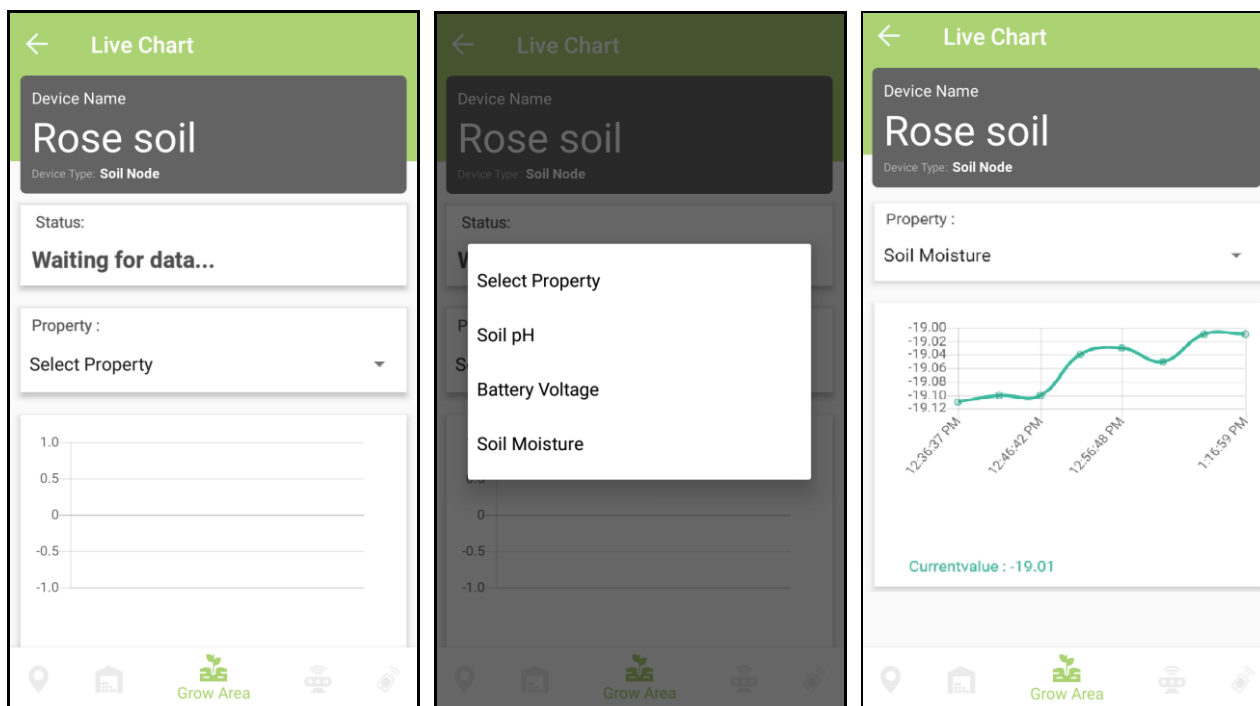 Live Chart
Device Name
Rose soil
Device Type: Soil Node
Status:
Waiting for data...
Property :
Select Property
1.0
0.5
0
-0.5
-1.0
Grow Area
Live Chart
Device Name
Rose soil
Device Type: Soil Node
Status:
W
Select Property
P
Soil pH
S
Battery Voltage
Soil Moisture
0
-0.5
-1.0
Grow Area
Live Chart
Device Name
Rose soil
Device Type: Soil Node
Property :
Soil Moisture
-19.00
-19.02
-19.04
-19.06
-19.08
-19.10
-19.12
12:36:37 PM
12:46:42 PM
12:56:48 PM
1:16:59 PM
Currentvalue : -19.01
Grow Area